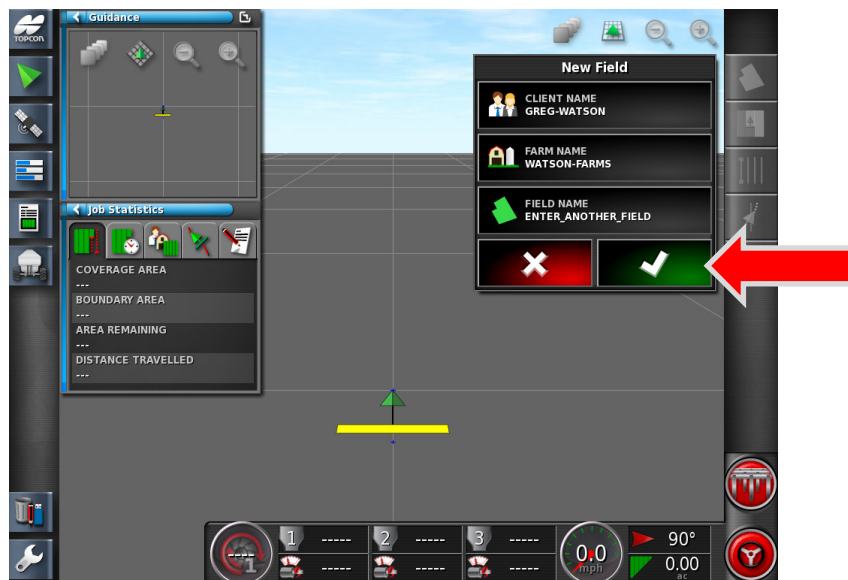 TOPCON
Guidance
New Field
CLIENT NAME
GREG-WATSON
FARM NAME
WATSON-FARMS
FIELD NAME
ENTER_ANOTHER_FIELD
Job Statistics
COVERAGE AREA
---
BOUNDARY AREA
---
AREA REMAINING
---
DISTANCE TRAVELLED
---
---- 1
1 -----
-----
2 -----
-----
3 -----
-----
0.0
mph
90°
0.00
ac